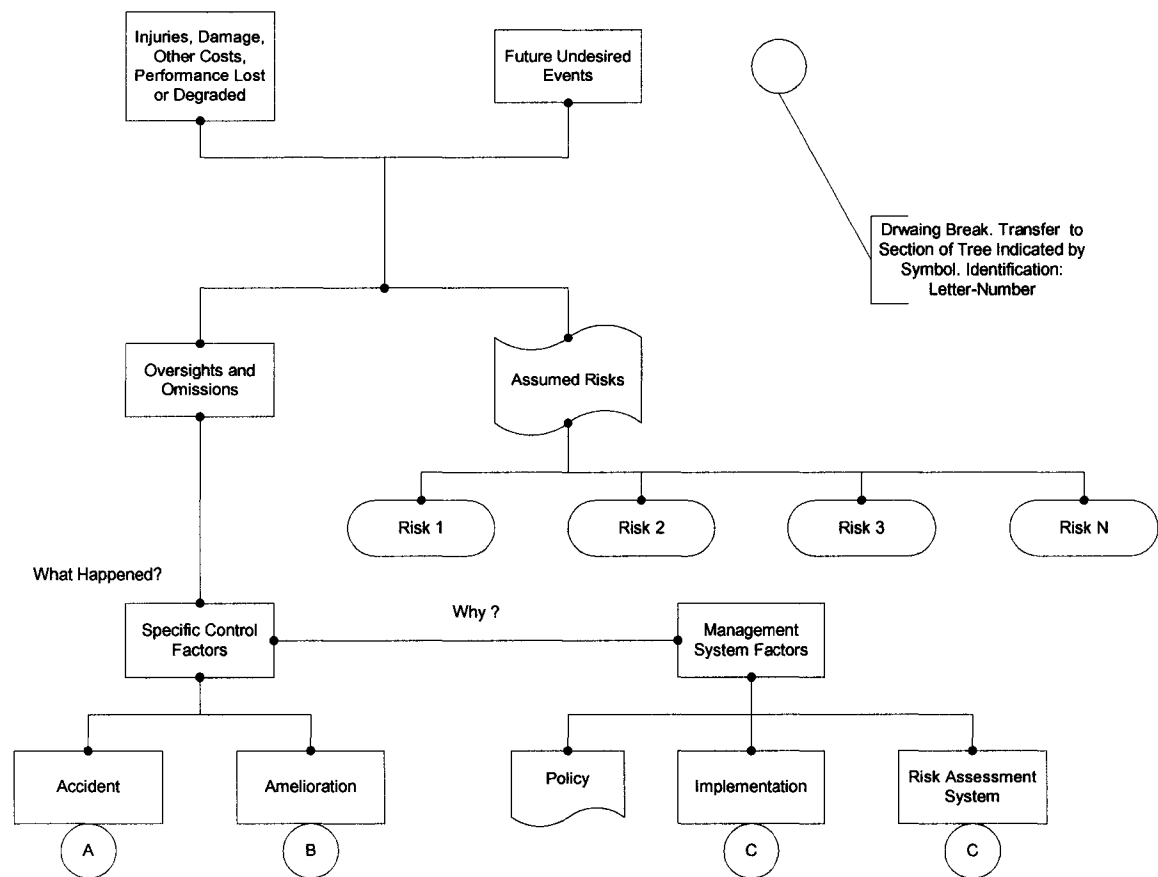 Injuries, Damage,
Other Costs,
Performance Lost
or Degraded
Future Undesired
Events
Drwaing Break. Transfer to
Section of Tree Indicated by
Symbol. Identification:
Letter-Number
Oversights and
Omissions
Assumed Risks
Risk 1
Risk 2
Risk 3
Risk N
What Happened?
Specific Control
Factors
Why ?
Management
System Factors
Accident
Amelioration
Policy
Implementation
Risk Assessment
System
A
B
C
C